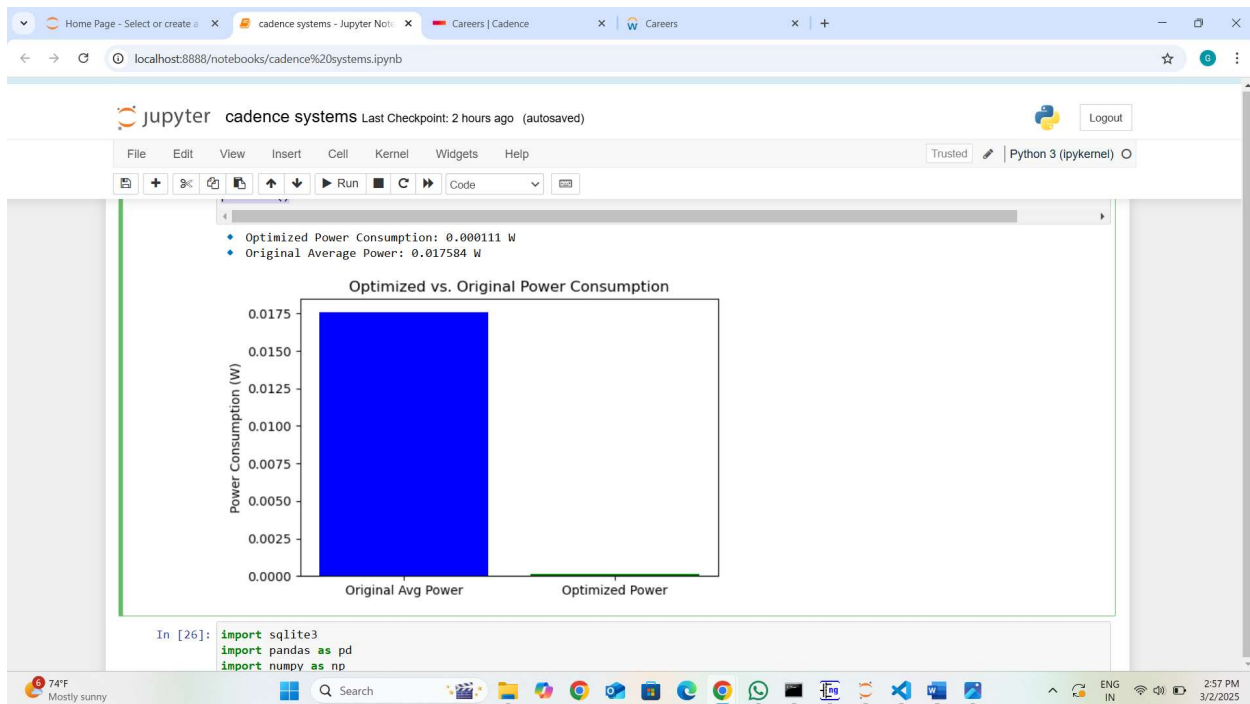 Home Page - Select or create a
cadence systems - Jupyter Note
Careers | Cadence
Careers
localhost:8888/notebooks/cadence%20systems.ipynb
G
jupyter cadence systems Last Checkpoint: 2 hours ago (autosaved)
Logout
File Edit View Insert Cell Kernel Widgets Help
Trusted Python 3 (ipykernel)
Run Code
Optimized Power Consumption: 0.000111 W
Original Average Power: 0.017584 W
Optimized vs. Original Power Consumption
Power Consumption (W)
0.0175
0.0150
0.0125
0.0100
0.0075
0.0050
0.0025
0.0000
Original Avg Power Optimized Power
In [26]: import sqlite3
import pandas as pd
import numpy as np
6
74°F
Mostly sunny
Search
Eng
ENG
IN
2:57 PM
3/2/2025